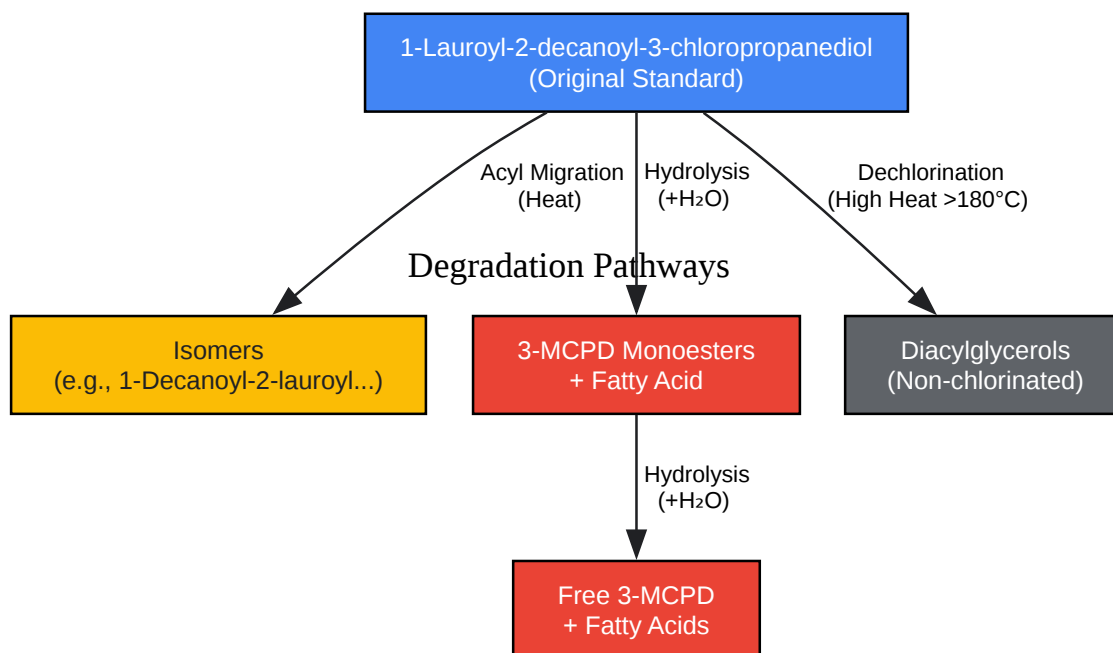 1-Lauroyl-2-decanoyl-3-chloropropanediol
(Original Standard)
Acyl Migration
(Heat)
Hydrolysis
(+H₂O)
Dechlorination
(High Heat >180°C)
Degradation Pathways
Isomers
(e.g., 1-Decanoyl-2-lauroyl...)
3-MCPD Monoesters
+ Fatty Acid
Diacylglycerols
(Non-chlorinated)
Hydrolysis
(+H₂O)
Free 3-MCPD
+ Fatty Acids